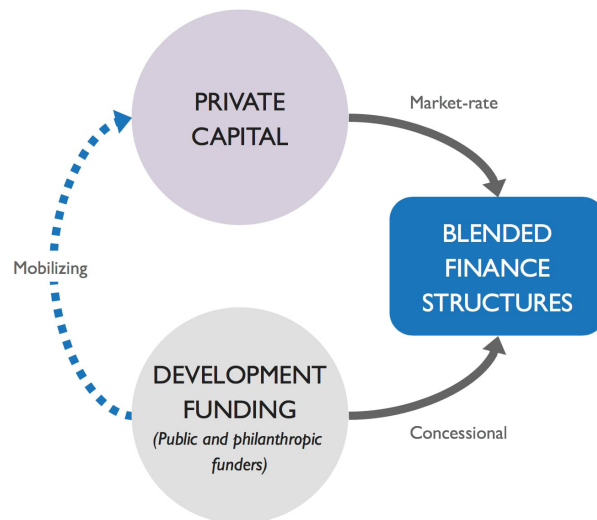 PRIVATE
CAPITAL
Market-rate
BLENDED
FINANCE
STRUCTURES
Mobilizing
DEVELOPMENT
FUNDING
(Public and philanthropic
funders)
Concessional